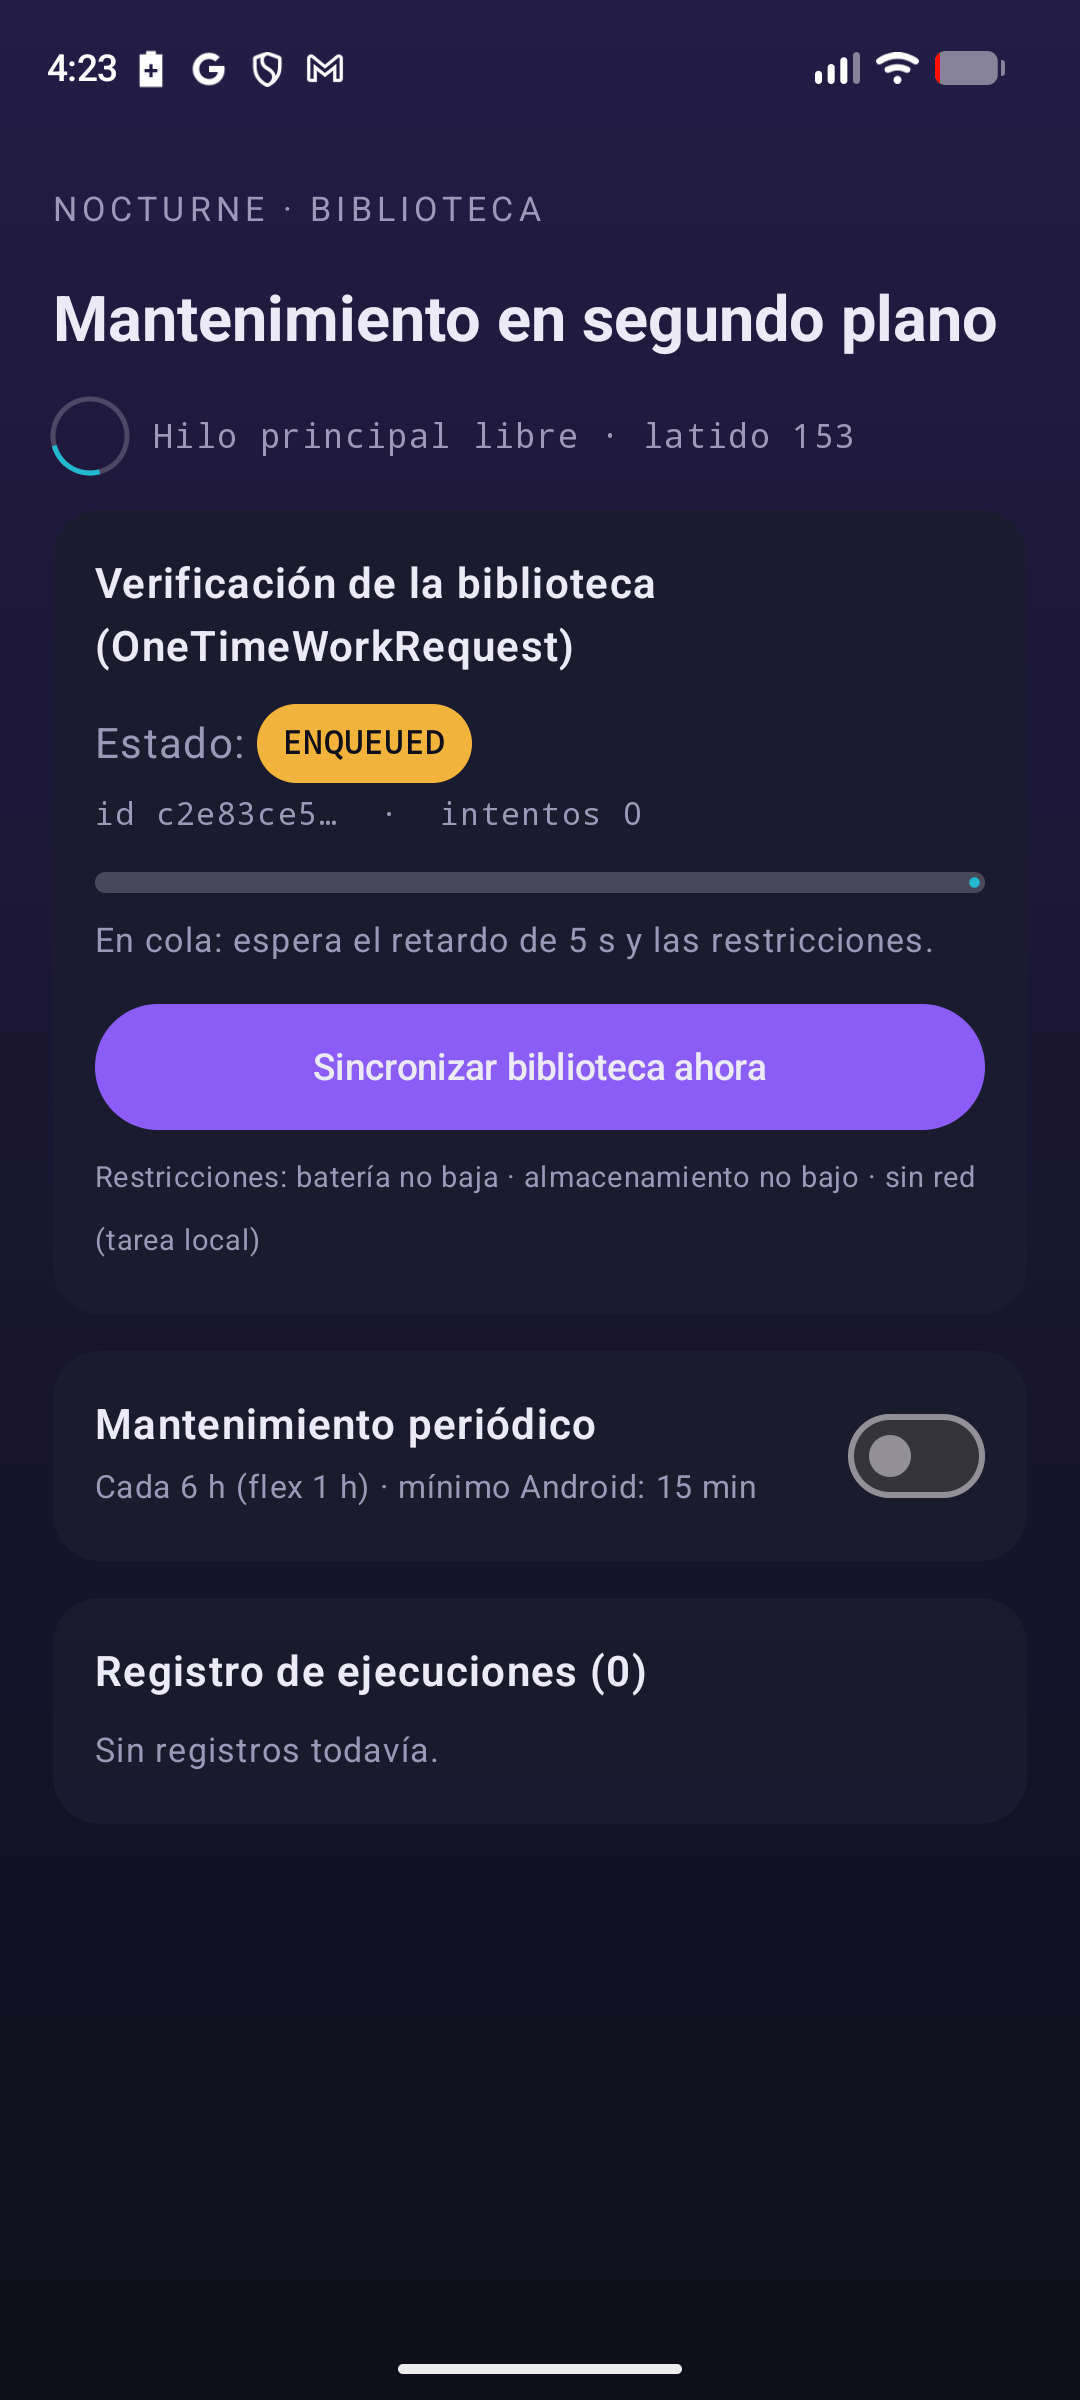 4:23
NOCTURNE · BIBLIOTECA
Mantenimiento en segundo plano
Hilo principal libre · latido 153
Verificación de la biblioteca
(OneTimeWorkRequest)
Estado: ENQUEUED
id c2e83ce5… · intentos 0
En cola: espera el retardo de 5 s y las restricciones.
Sincronizar biblioteca ahora
Restricciones: batería no baja · almacenamiento no bajo · sin red
(tarea local)
Mantenimiento periódico
Cada 6 h (flex 1 h) · mínimo Android: 15 min
Registro de ejecuciones (0)
Sin registros todavía.